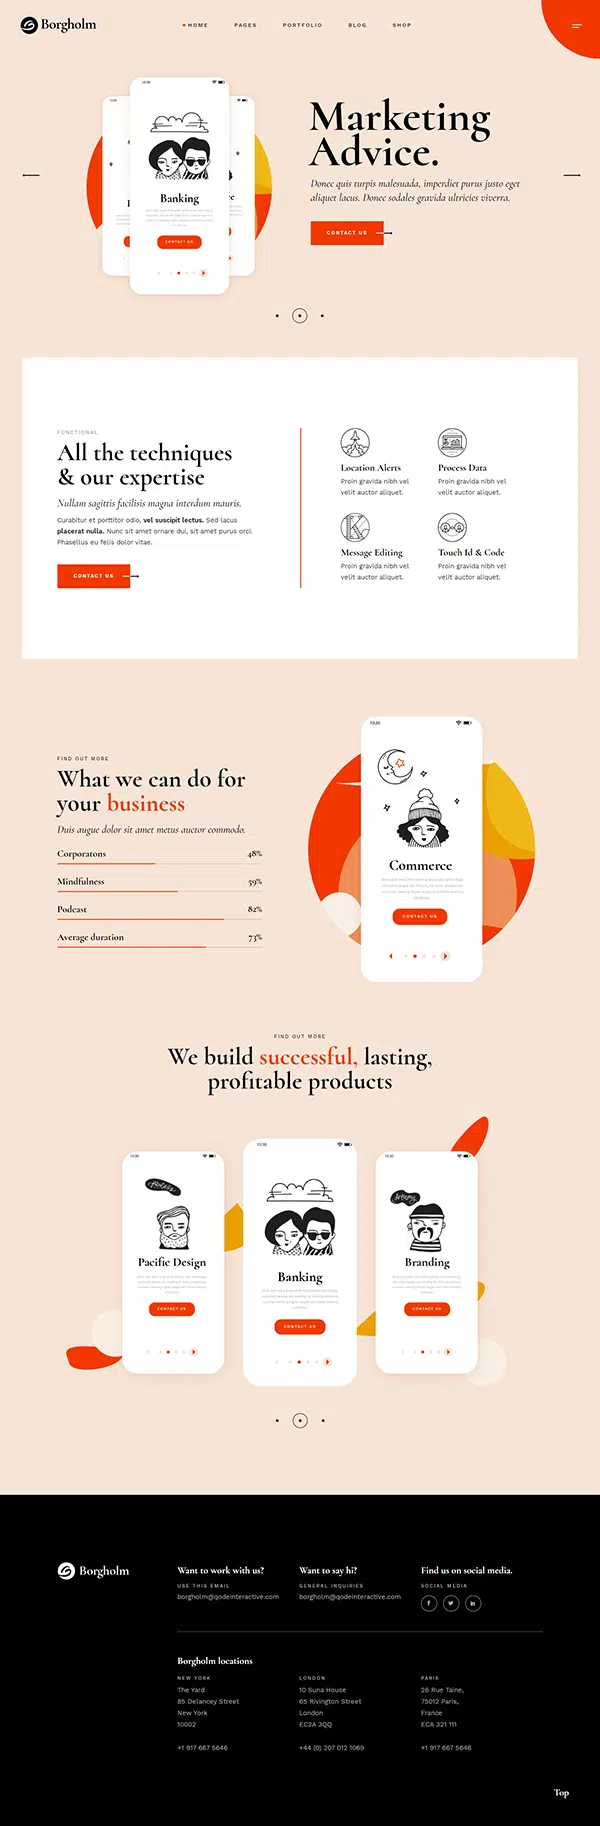 Borgholm
HOME PAGES PORTFOLIO BLOG SHOP
Marketing
Advice.
Donec quis turpis malesuada, imperdiet purus justo eget
aliquet lacus. Donec sodales gravida ultricies viverra.
CONTACT US
Banking
CONTACT US
FUNCTIONAL
All the techniques
& our expertise
Nullam sagittis facilisis magna interdum mauris.
Curabitur et porttitor odio, vel suscipit lectus. Sed lacus
placerat nulla. Nunc sit amet ornare dui, sit amet purus orci.
Phasellus eu felis dolor vitae.
CONTACT US
Location Alerts
Proin gravida nibh vel
velit auctor aliquet.
Process Data
Proin gravida nibh vel
velit auctor aliquet.
Message Editing
Proin gravida nibh vel
velit auctor aliquet.
Touch Id & Code
Proin gravida nibh vel
velit auctor aliquet.
FIND OUT MORE
What we can do for
your business
Duis augue dolor sit amet metus auctor commodo.
Corporatons 48%
Mindfulness 59%
Podcast 82%
Average duration 73%
10:30
Commerce
CONTACT US
FIND OUT MORE
We build successful, lasting,
profitable products
10:30
Pacific Design
CONTACT US
10:30
Banking
CONTACT US
10:30
Branding
CONTACT US
Borgholm
Want to work with us?
USE THIS EMAIL
borgholm@qodeinteractive.com
Want to say hi?
GENERAL INQUIRIES
borgholm@qodeinteractive.com
Find us on social media.
SOCIAL MEDIA
Borgholm locations
NEW YORK
The Yard
85 Delancey Street
New York
10002
+1 917 667 5646
LONDON
10 Suna House
65 Rivington Street
London
EC2A 3QQ
+44 (0) 207 012 1069
PARIS
26 Rue Taine,
75012 Paris,
France
ECA 321 111
+1 917 667 5646
Top